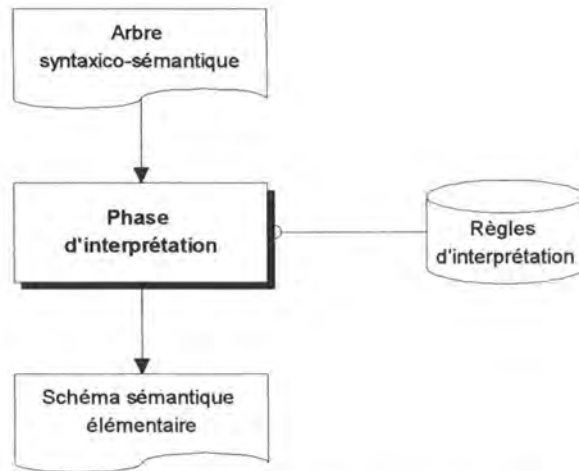 Arbre
syntaxico-sémantique
Phase
d'interprétation
Règles
d'interprétation
Schéma sémantique
élémentaire